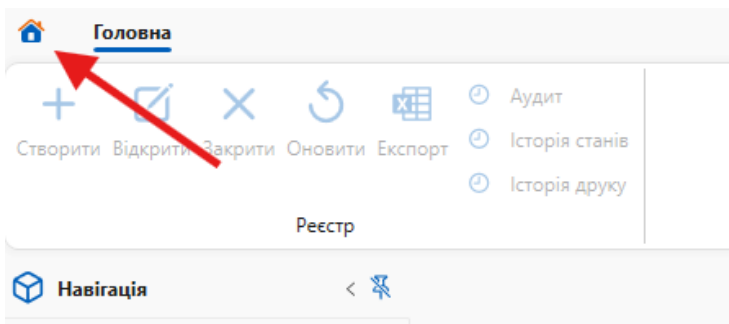 Головна
Створити Відкрити Закрити Оновити Експорт
Аудит
Історія станів
Історія друку
Реєстр
Навігація